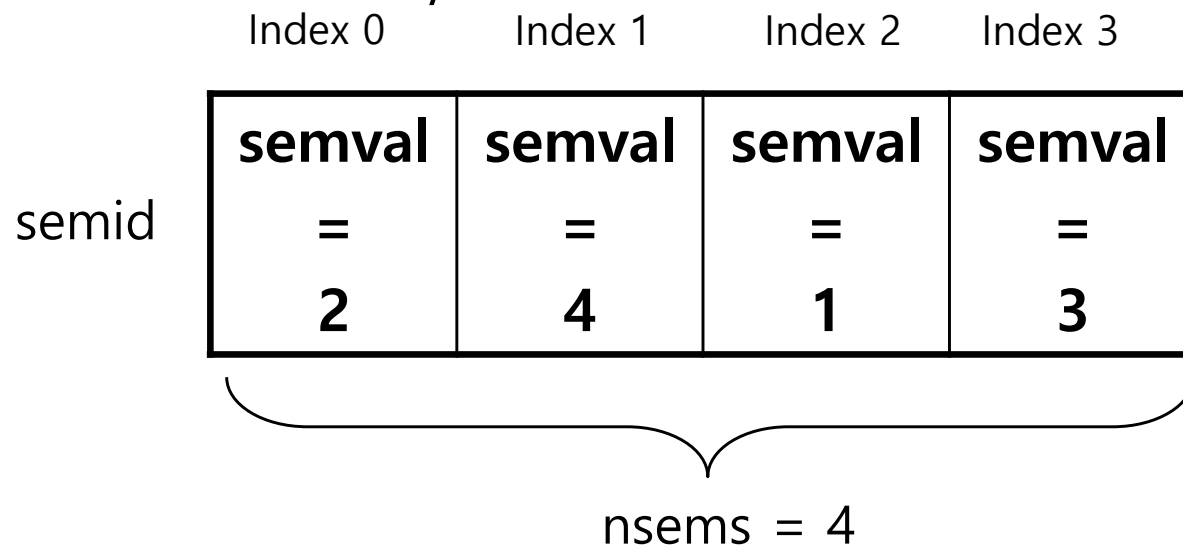 Index 0 Index 1 Index 2 Index 3
semval semval semval semval
semid = = = =
2 4 1 3
nsems = 4